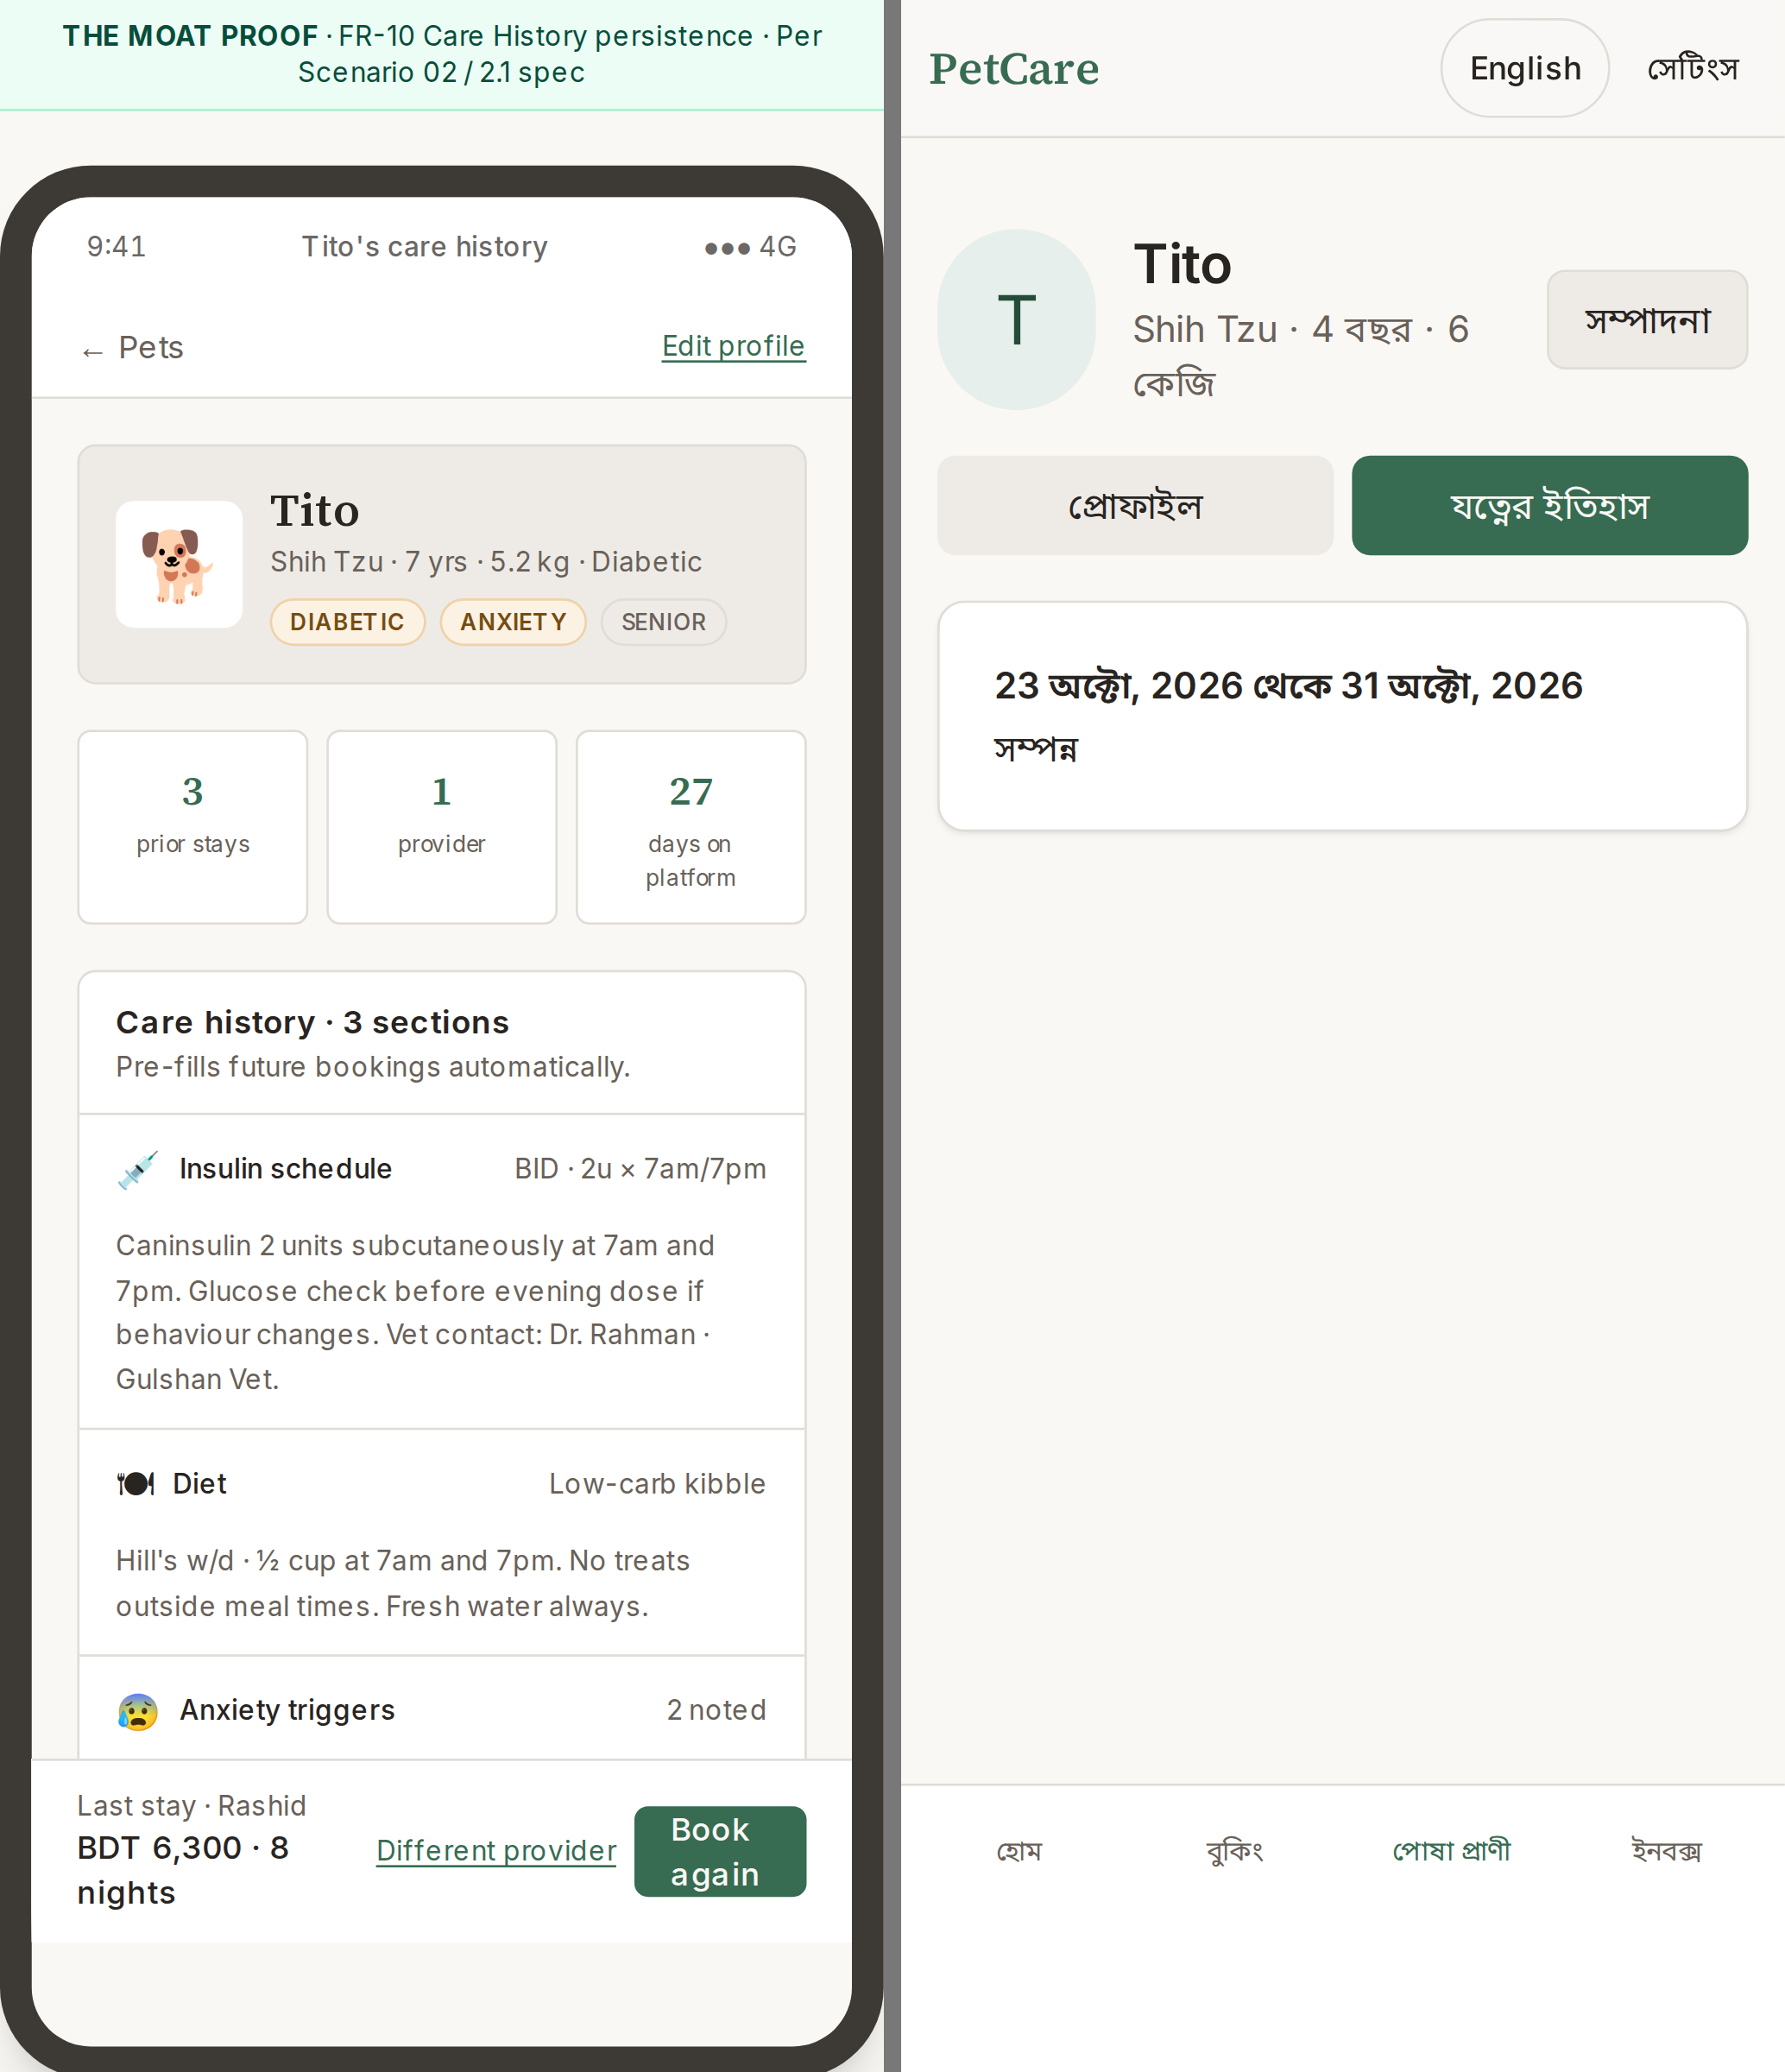 THE MOAT PROOF · FR-10 Care History persistence · Per
Scenario 02 / 2.1 spec
9:41
Tito's care history
●●● 4G
← Pets
Edit profile
Tito
Shih Tzu · 7 yrs · 5.2 kg · Diabetic
DIABETIC
ANXIETY
SENIOR
3
prior stays
1
provider
27
days on
platform
Care history · 3 sections
Pre-fills future bookings automatically.
Insulin schedule
BID · 2u × 7am/7pm
Caninsulin 2 units subcutaneously at 7am and
7pm. Glucose check before evening dose if
behaviour changes. Vet contact: Dr. Rahman ·
Gulshan Vet.
Diet
Low-carb kibble
Hill's w/d · ½ cup at 7am and 7pm. No treats
outside meal times. Fresh water always.
Anxiety triggers
2 noted
Last stay · Rashid
BDT 6,300 · 8
nights
Different provider
Book
again
PetCare
English
সেটিংস
T
Tito
Shih Tzu · 4 বছর · 6
কেজি
সম্পাদনা
প্রোফাইল
যত্নের ইতিহাস
23 অক্টো, 2026 থেকে 31 অক্টো, 2026
সম্পন্ন
হোম
বুকিং
পোষা প্রাণী
ইনবক্স